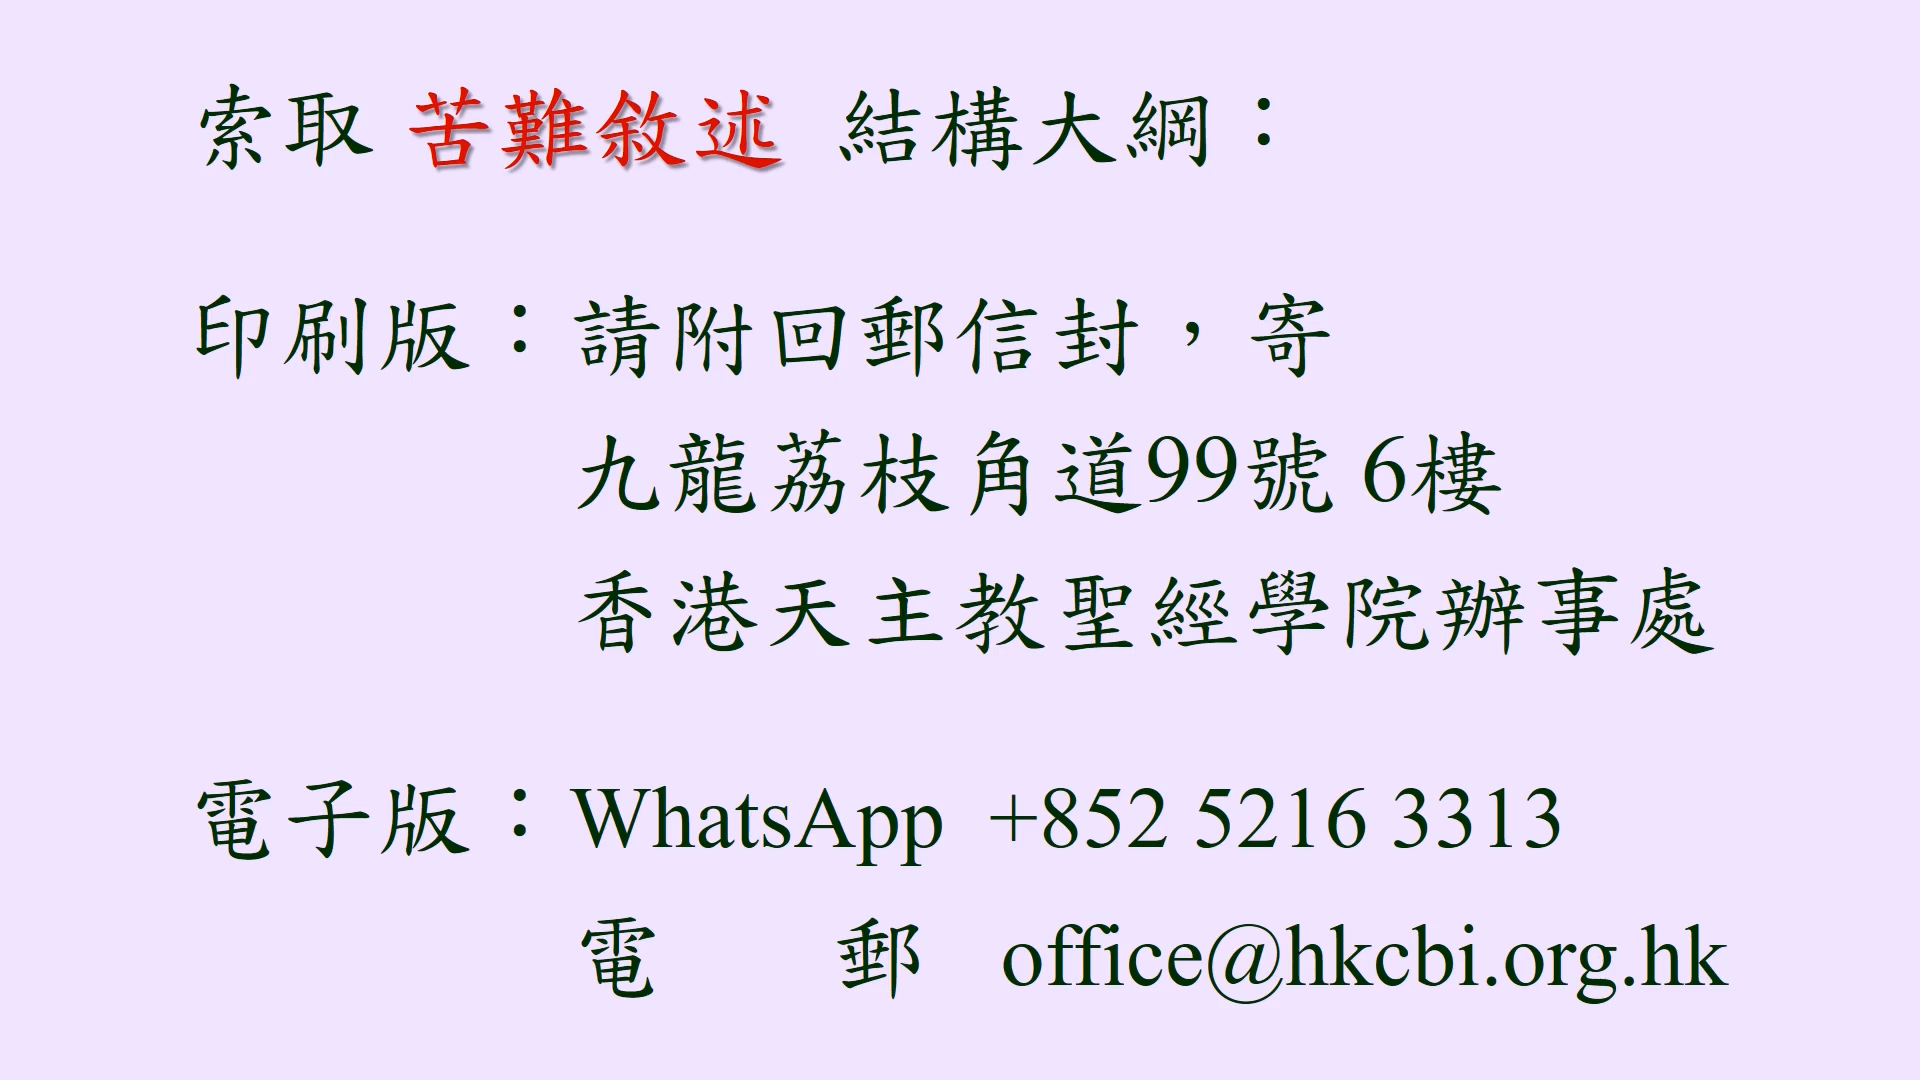 索取 苦難敘述 結構大綱：
印刷版：請附回郵信封，寄
九龍荔枝角道99號 6樓
香港天主教聖經學院辦事處
電子版：WhatsApp +852 5216 3313
電 郵 office@hkcbi.org.hk